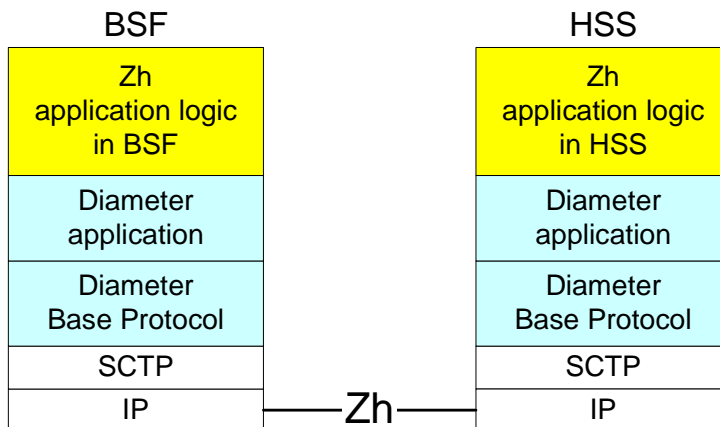 BSF
Zh
application logic
in BSF
Diameter
application
Diameter
Base Protocol
SCTP
IP
Zh
HSS
Zh
application logic
in HSS
Diameter
application
Diameter
Base Protocol
SCTP
IP